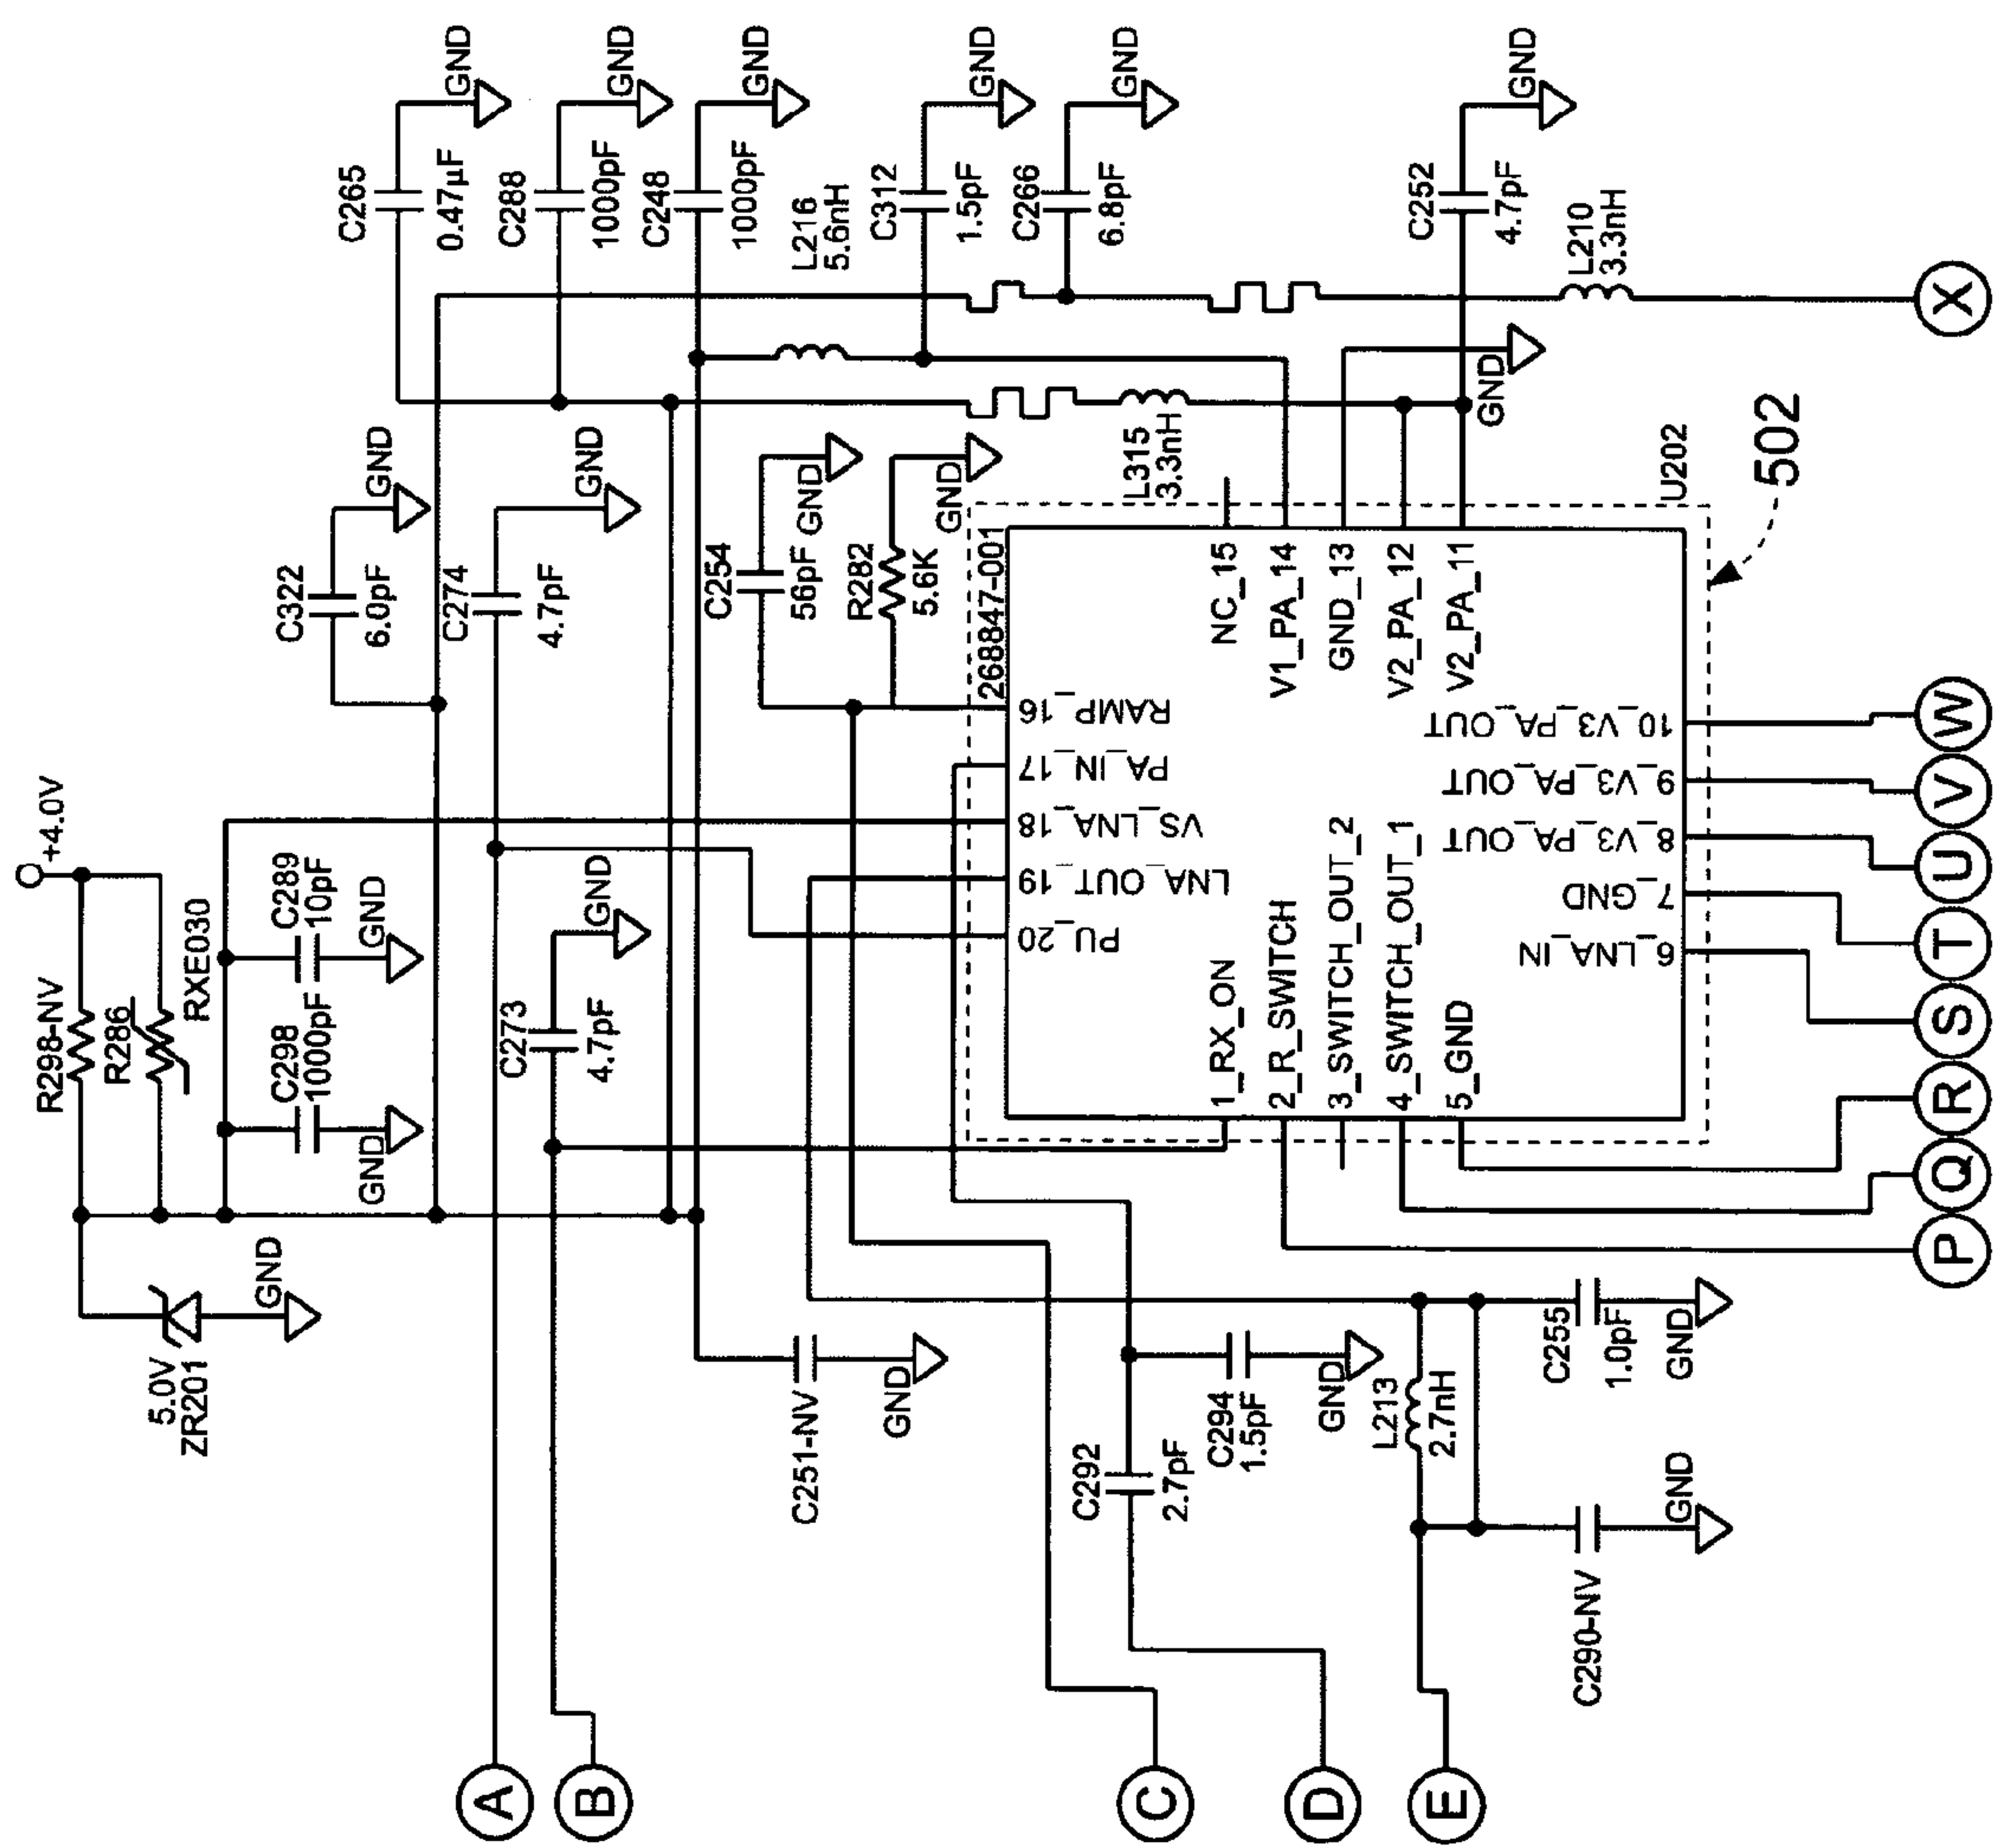 +4.0V
R298-NV
R286
RXE030
C298
1000pF
GND
C289
10pF
GND
5.0V
ZR201
GND
C322
6.0pF
GND
C274
4.7pF
GND
C265
0.47µF
GND
C288
1000pF
GND
C248
1000pF
GND
L216
5.6nH
C312
1.5pF
GND
C266
6.8pF
GND
C252
4.7pF
GND
L210
3.3nH
GND
L315
3.3nH
C254
56pF
GND
R282
5.6K
GND
C273
4.7pF
GND
C251-NV
GND
C292
2.7pF
C294
1.5pF
GND
L213
2.7nH
C255
1.0pF
GND
C290-NV
GND
268847-001
U202
502
RAMP_16
PA_IN_17
VS_LNA_18
LNA_OUT_19
PU_20
NC_15
V1_PA_14
GND_13
V2_PA_12
V2_PA_11
1_RX_ON
2_R_SWITCH
3_SWITCH_OUT_2
4_SWITCH_OUT_1
5_GND
6_LNA_IN
7_GND
8_V3_PA_OUT
9_V3_PA_OUT
10_V3_PA_OUT
A
B
C
D
E
P
Q
R
S
T
U
V
W
X